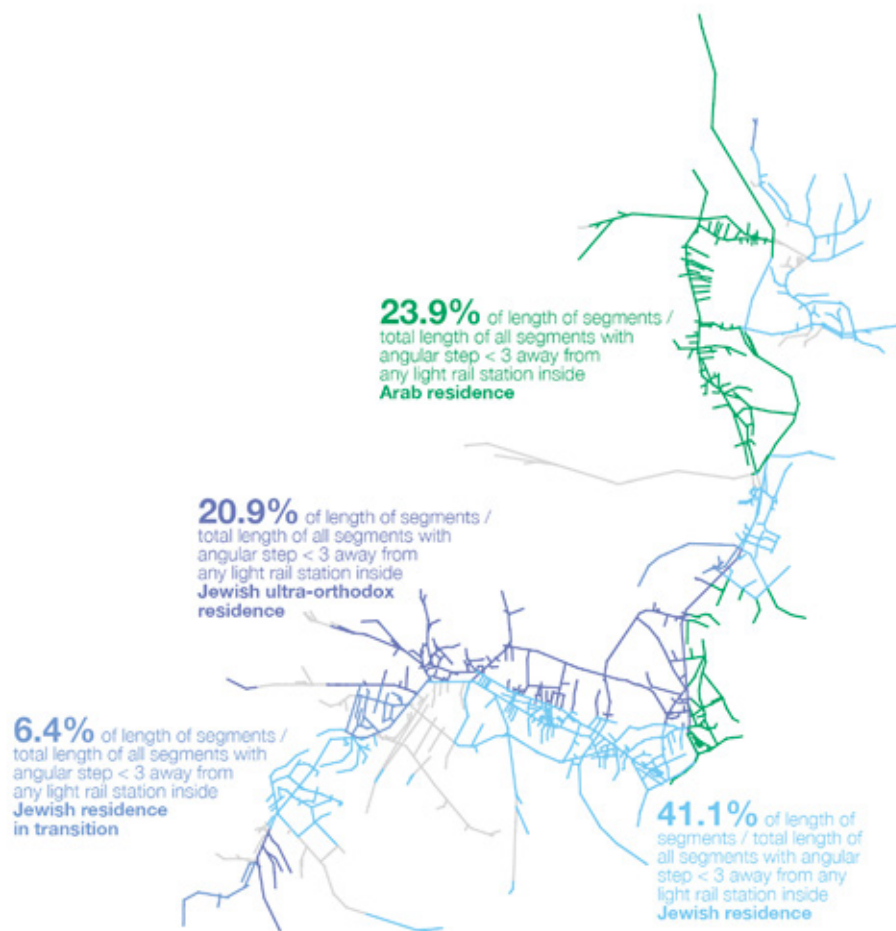 23.9% of length of segments /
total length of all segments with
angular step < 3 away from
any light rail station inside
Arab residence
20.9% of length of segments /
total length of all segments with
angular step < 3 away from
any light rail station inside
Jewish ultra-orthodox
residence
6.4% of length of segments /
total length of all segments with
angular step < 3 away from
any light rail station inside
Jewish residence
in transition
41.1% of length of
segments / total length of
all segments with angular
step < 3 away from any
light rail station inside
Jewish residence